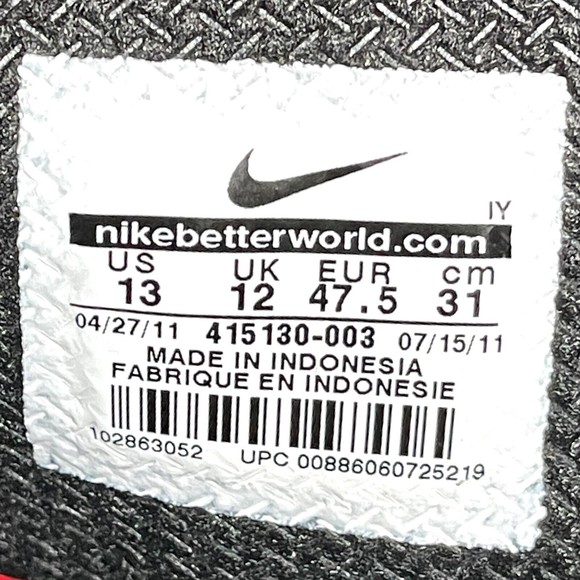 IY
nikebetterworld.com
US UK EUR cm
13 12 47.5 31
04/27/11 415130-003 07/15/11
MADE IN INDONESIA
FABRIQUE EN INDONESIE
102863052 UPC 00886060725219